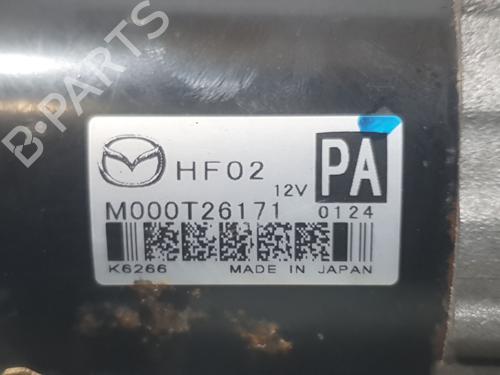 B-PARTS
HF02 12V PA
M000T26171 0124
K6266 MADE IN JAPAN